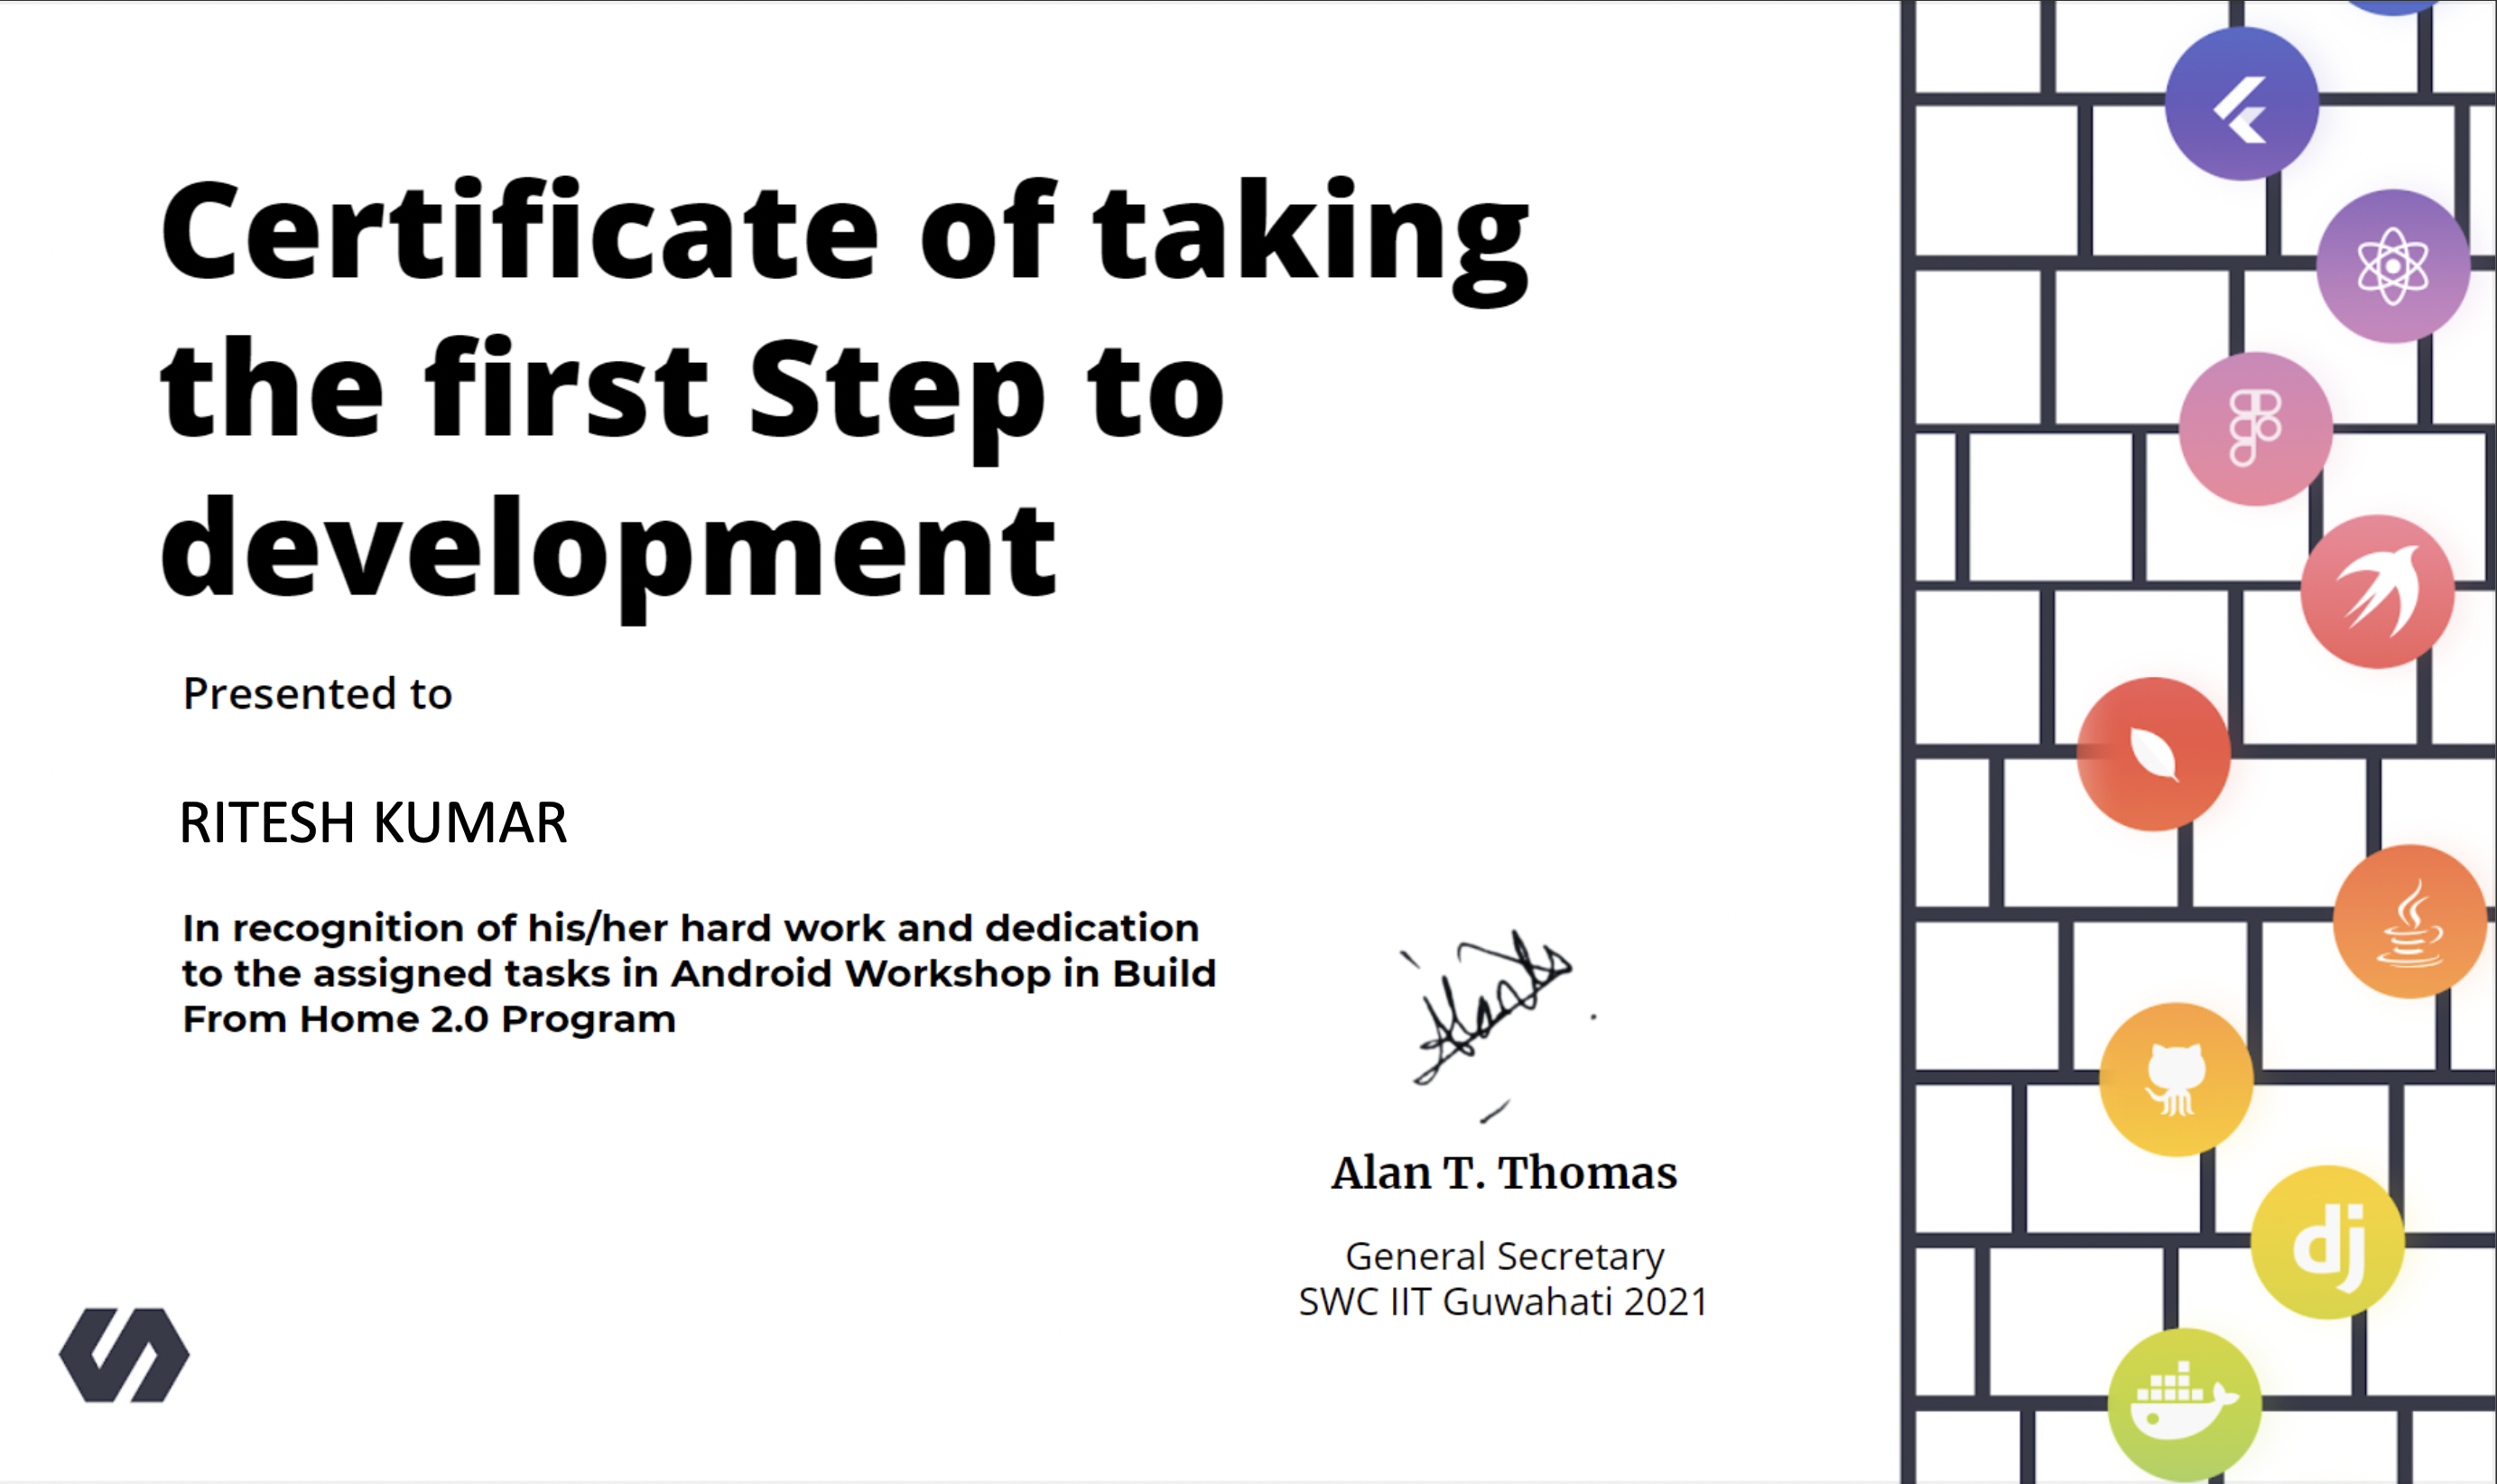 Certificate of taking
the first Step to
development
Presented to
RITESH KUMAR
In recognition of his/her hard work and dedication
to the assigned tasks in Android Workshop in Build
From Home 2.0 Program
Alan T. Thomas
General Secretary
SWC IIT Guwahati 2021
dj